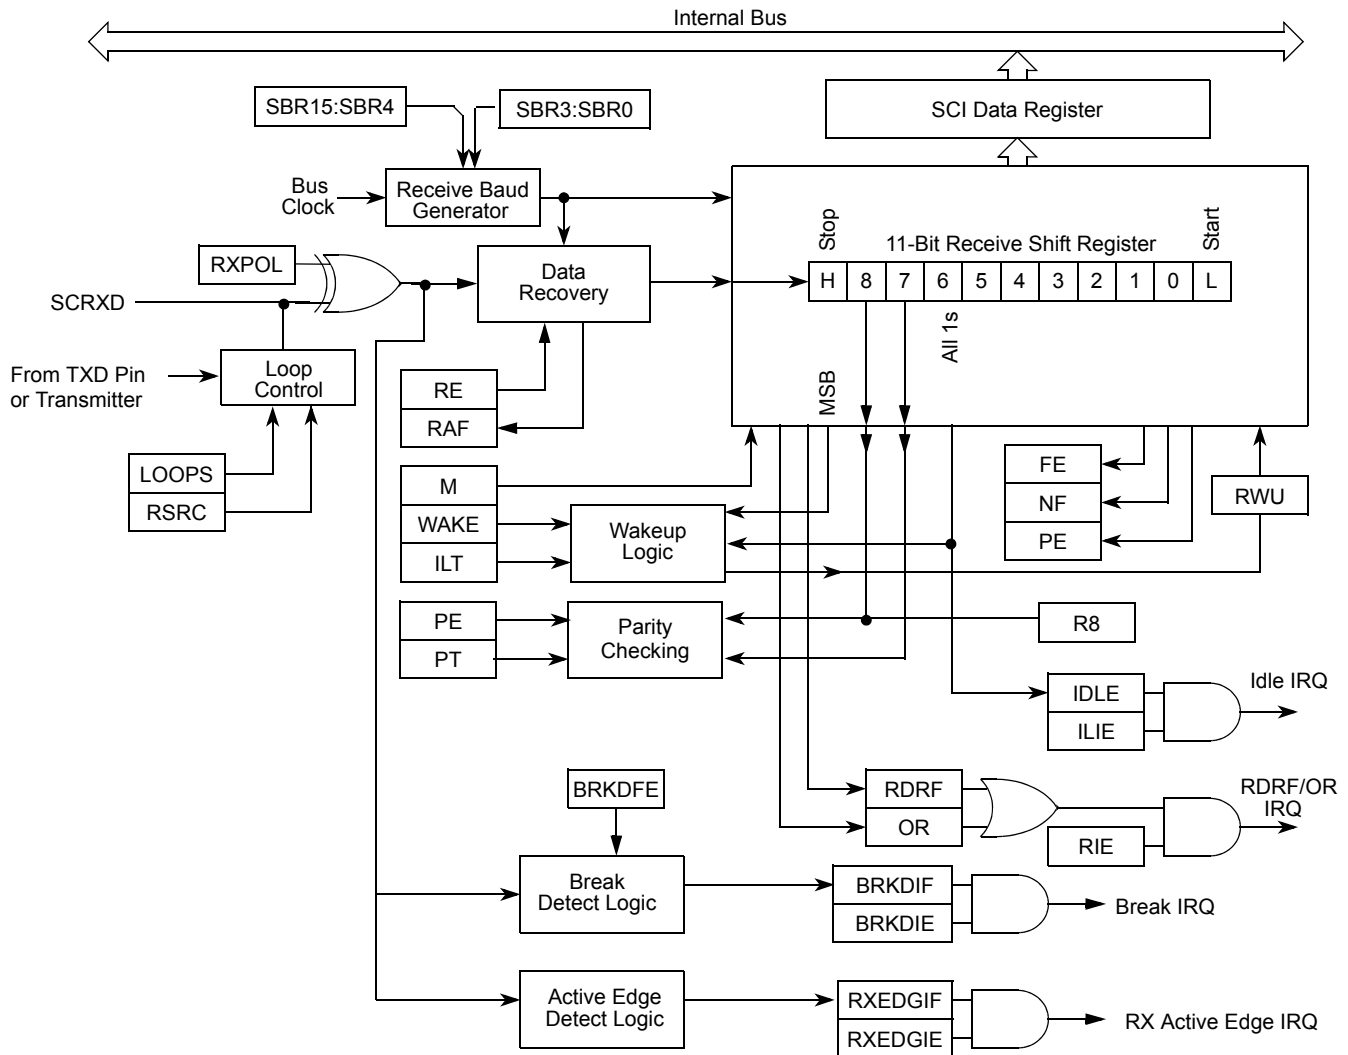 Internal Bus
SBR15:SBR4
SBR3:SBR0
SCI Data Register
Bus
Clock
Receive Baud
Generator
Stop
11-Bit Receive Shift Register
Start
RXPOL
Data
Recovery
H 8 7 6 5 4 3 2 1 0 L
SCRXD
All 1s
From TXD Pin
or Transmitter
Loop
Control
RE
RAF
MSB
LOOPS
RSRC
M
WAKE
ILT
Wakeup
Logic
FE
NF
PE
RWU
PE
PT
Parity
Checking
R8
IDLE
ILIE
Idle IRQ
BRKDFE
RDRF
OR
RIE
RDRF/OR
IRQ
Break
Detect Logic
BRKDIF
BRKDIE
Break IRQ
Active Edge
Detect Logic
RXEDGIF
RXEDGIE
RX Active Edge IRQ